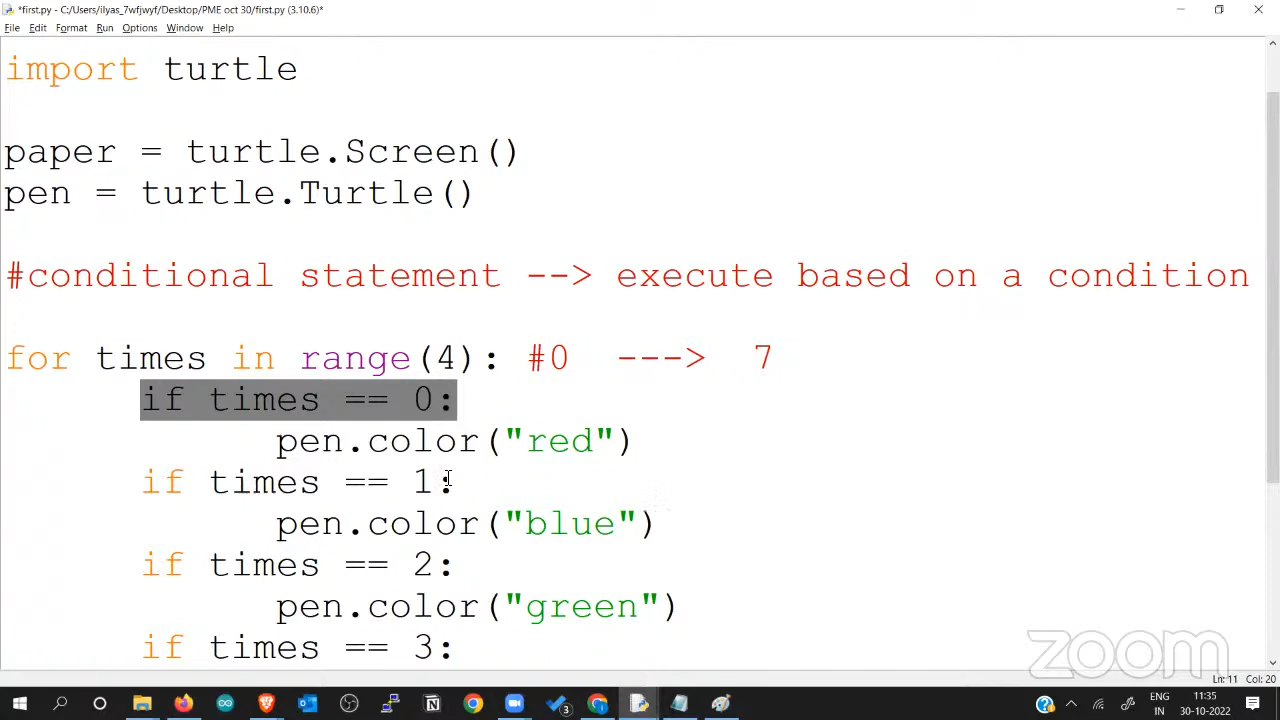 *first.py - C:/Users/ilyas_7wfjwyf/Desktop/PME oct 30/first.py (3.10.6)*
File Edit Format Run Options Window Help
import turtle
paper = turtle.Screen()
pen = turtle.Turtle()
#conditional statement --> execute based on a condition
for times in range(4): #0 ---> 7
if times == 0:
pen.color("red")
if times == 1:
pen.color("blue")
if times == 2:
pen.color("green")
if times == 3:
zoom
Ln: 11 Col: 20
3
ENG
IN
11:35
30-10-2022